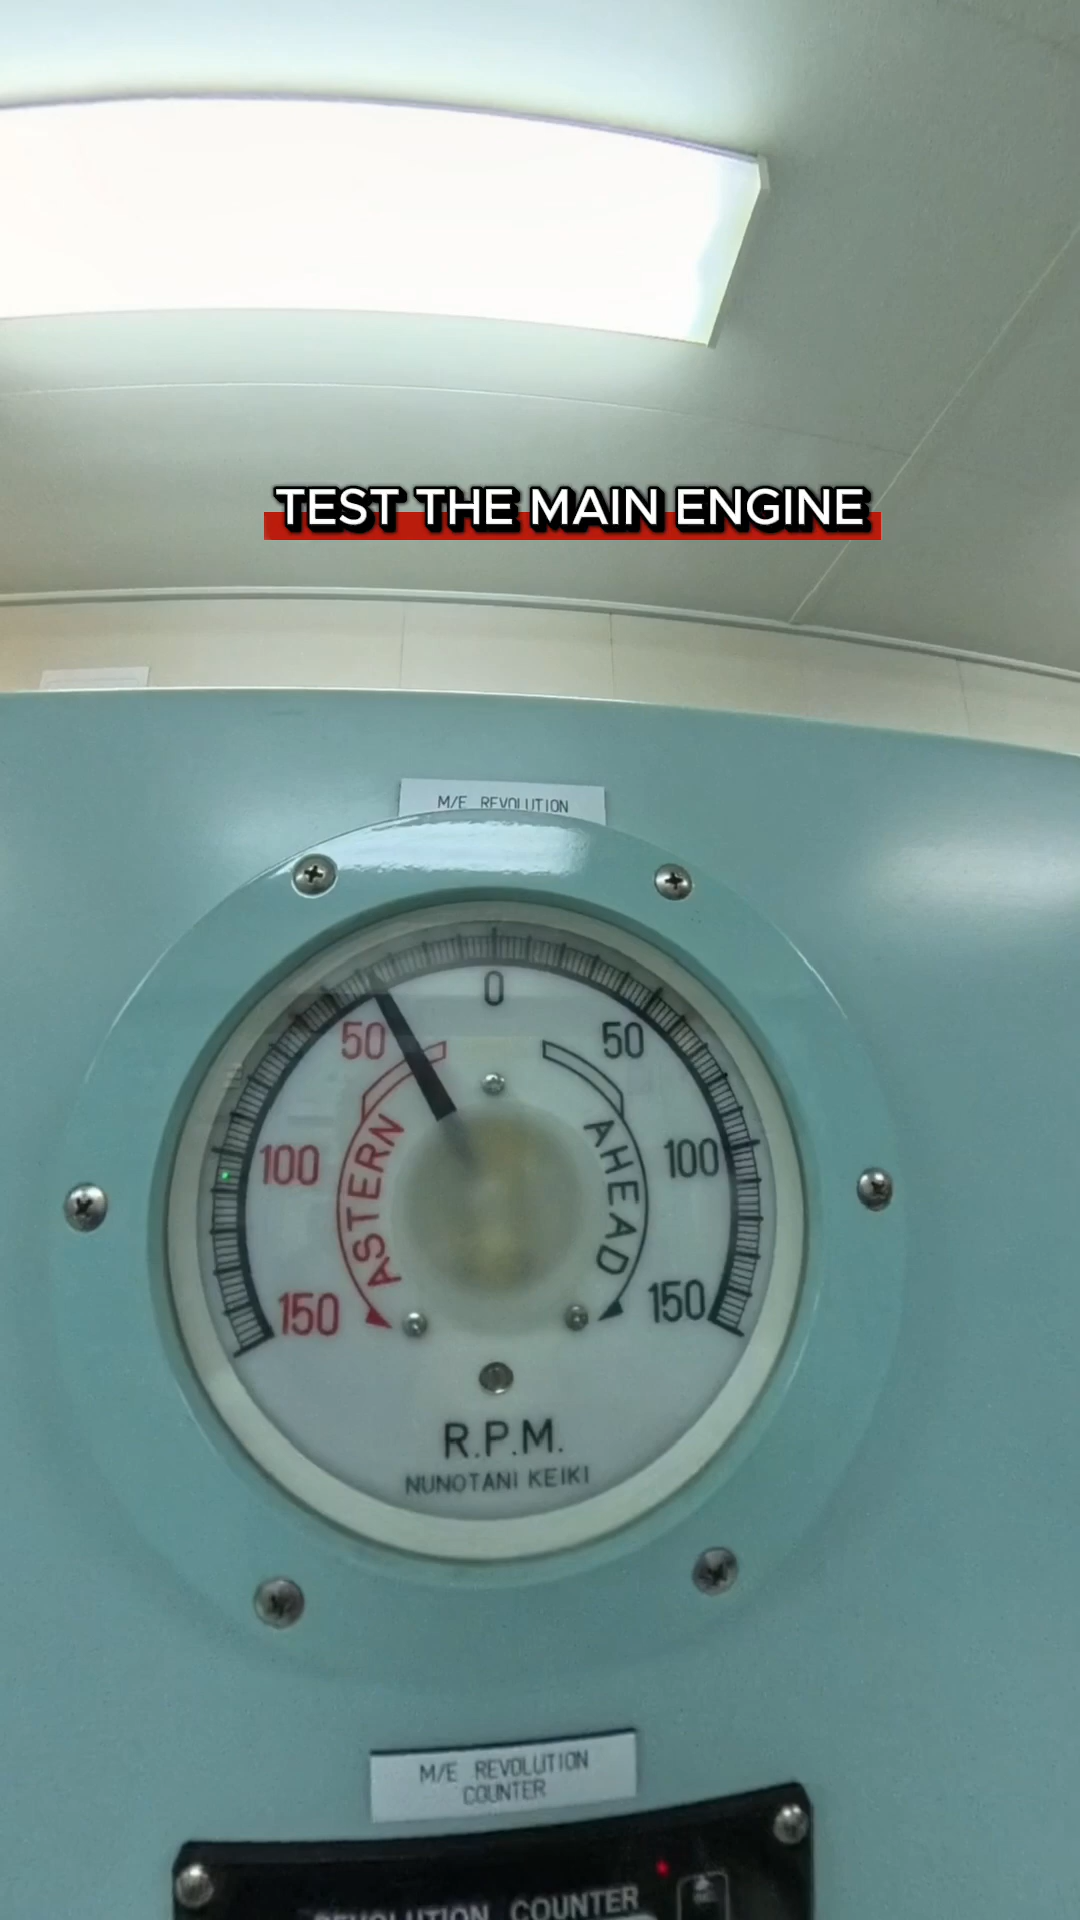 TEST THE MAIN ENGINE
M/E REVOLUTION
0
50 50
100 100
ASTERN AHEAD
150 150
R.P.M.
NUNOTANI KEIKI
M/E REVOLUTION
COUNTER
REVOLUTION COUNTER